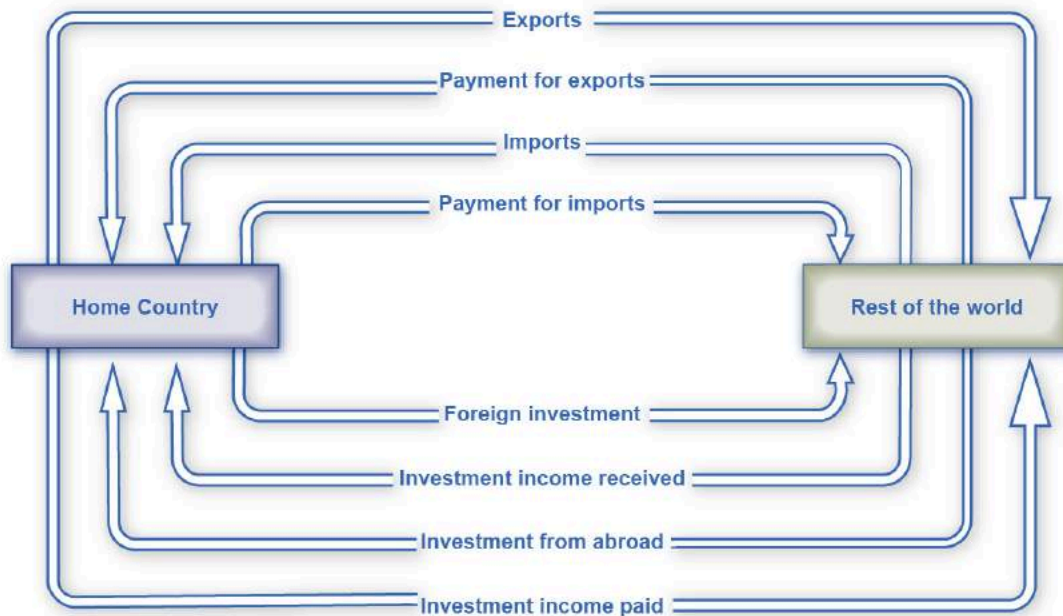 Exports
Payment for exports
Imports
Payment for imports
Home Country
Rest of the world
Foreign investment
Investment income received
Investment from abroad
Investment income paid